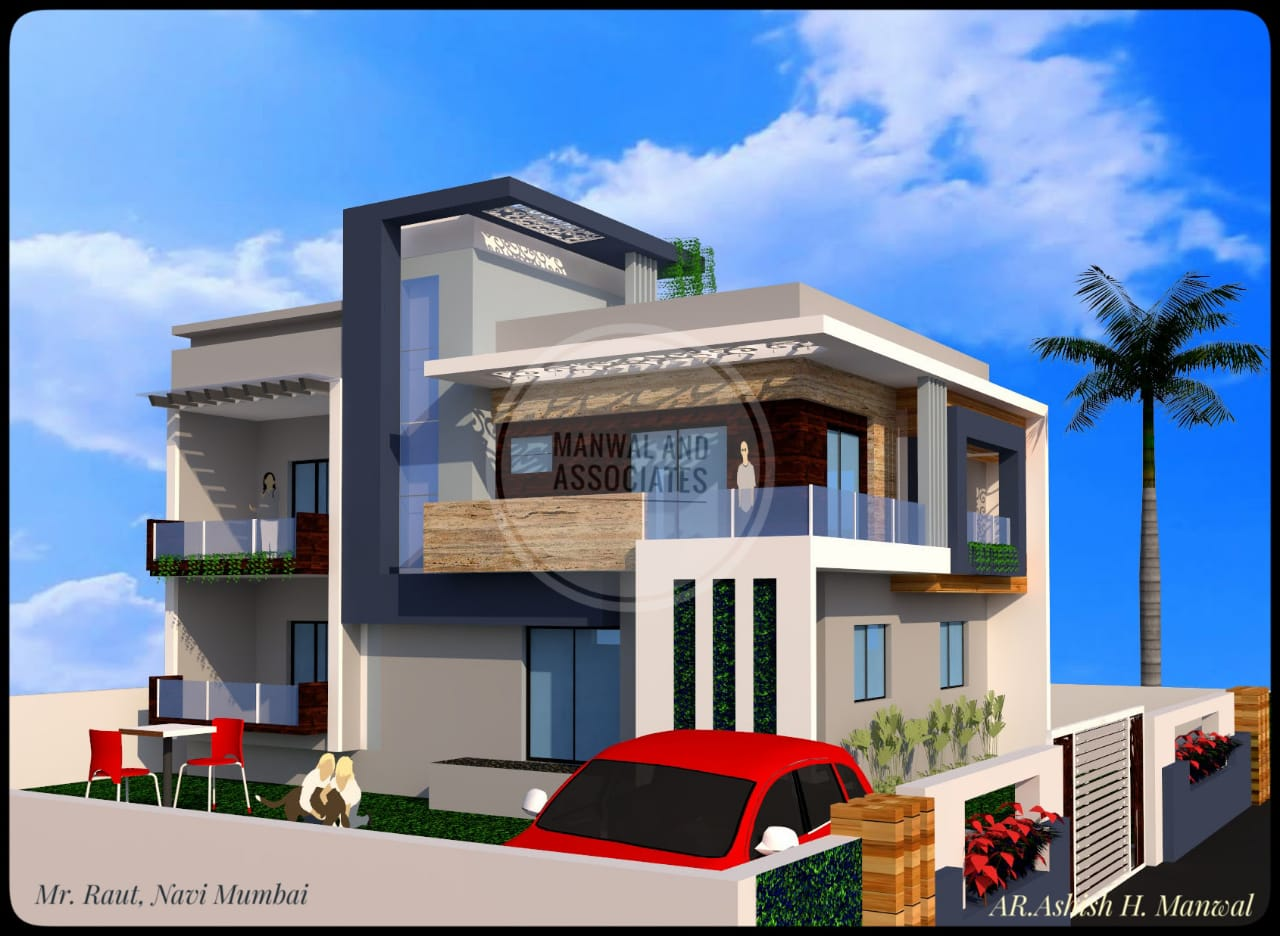 MANWAL AND
ASSOCIATES
Mr. Raut, Navi Mumbai
AR.Ashish H. Manwal